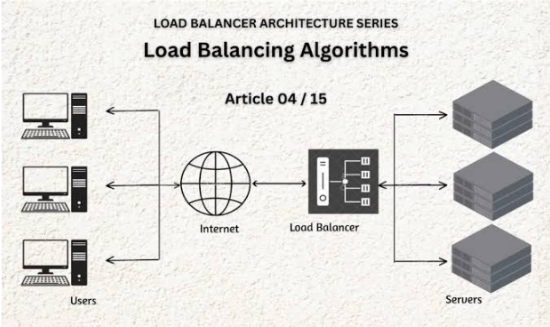 LOAD BALANCER ARCHITECTURE SERIES
Load Balancing Algorithms
Article 04 / 15
Internet
Load Balancer
Users
Servers